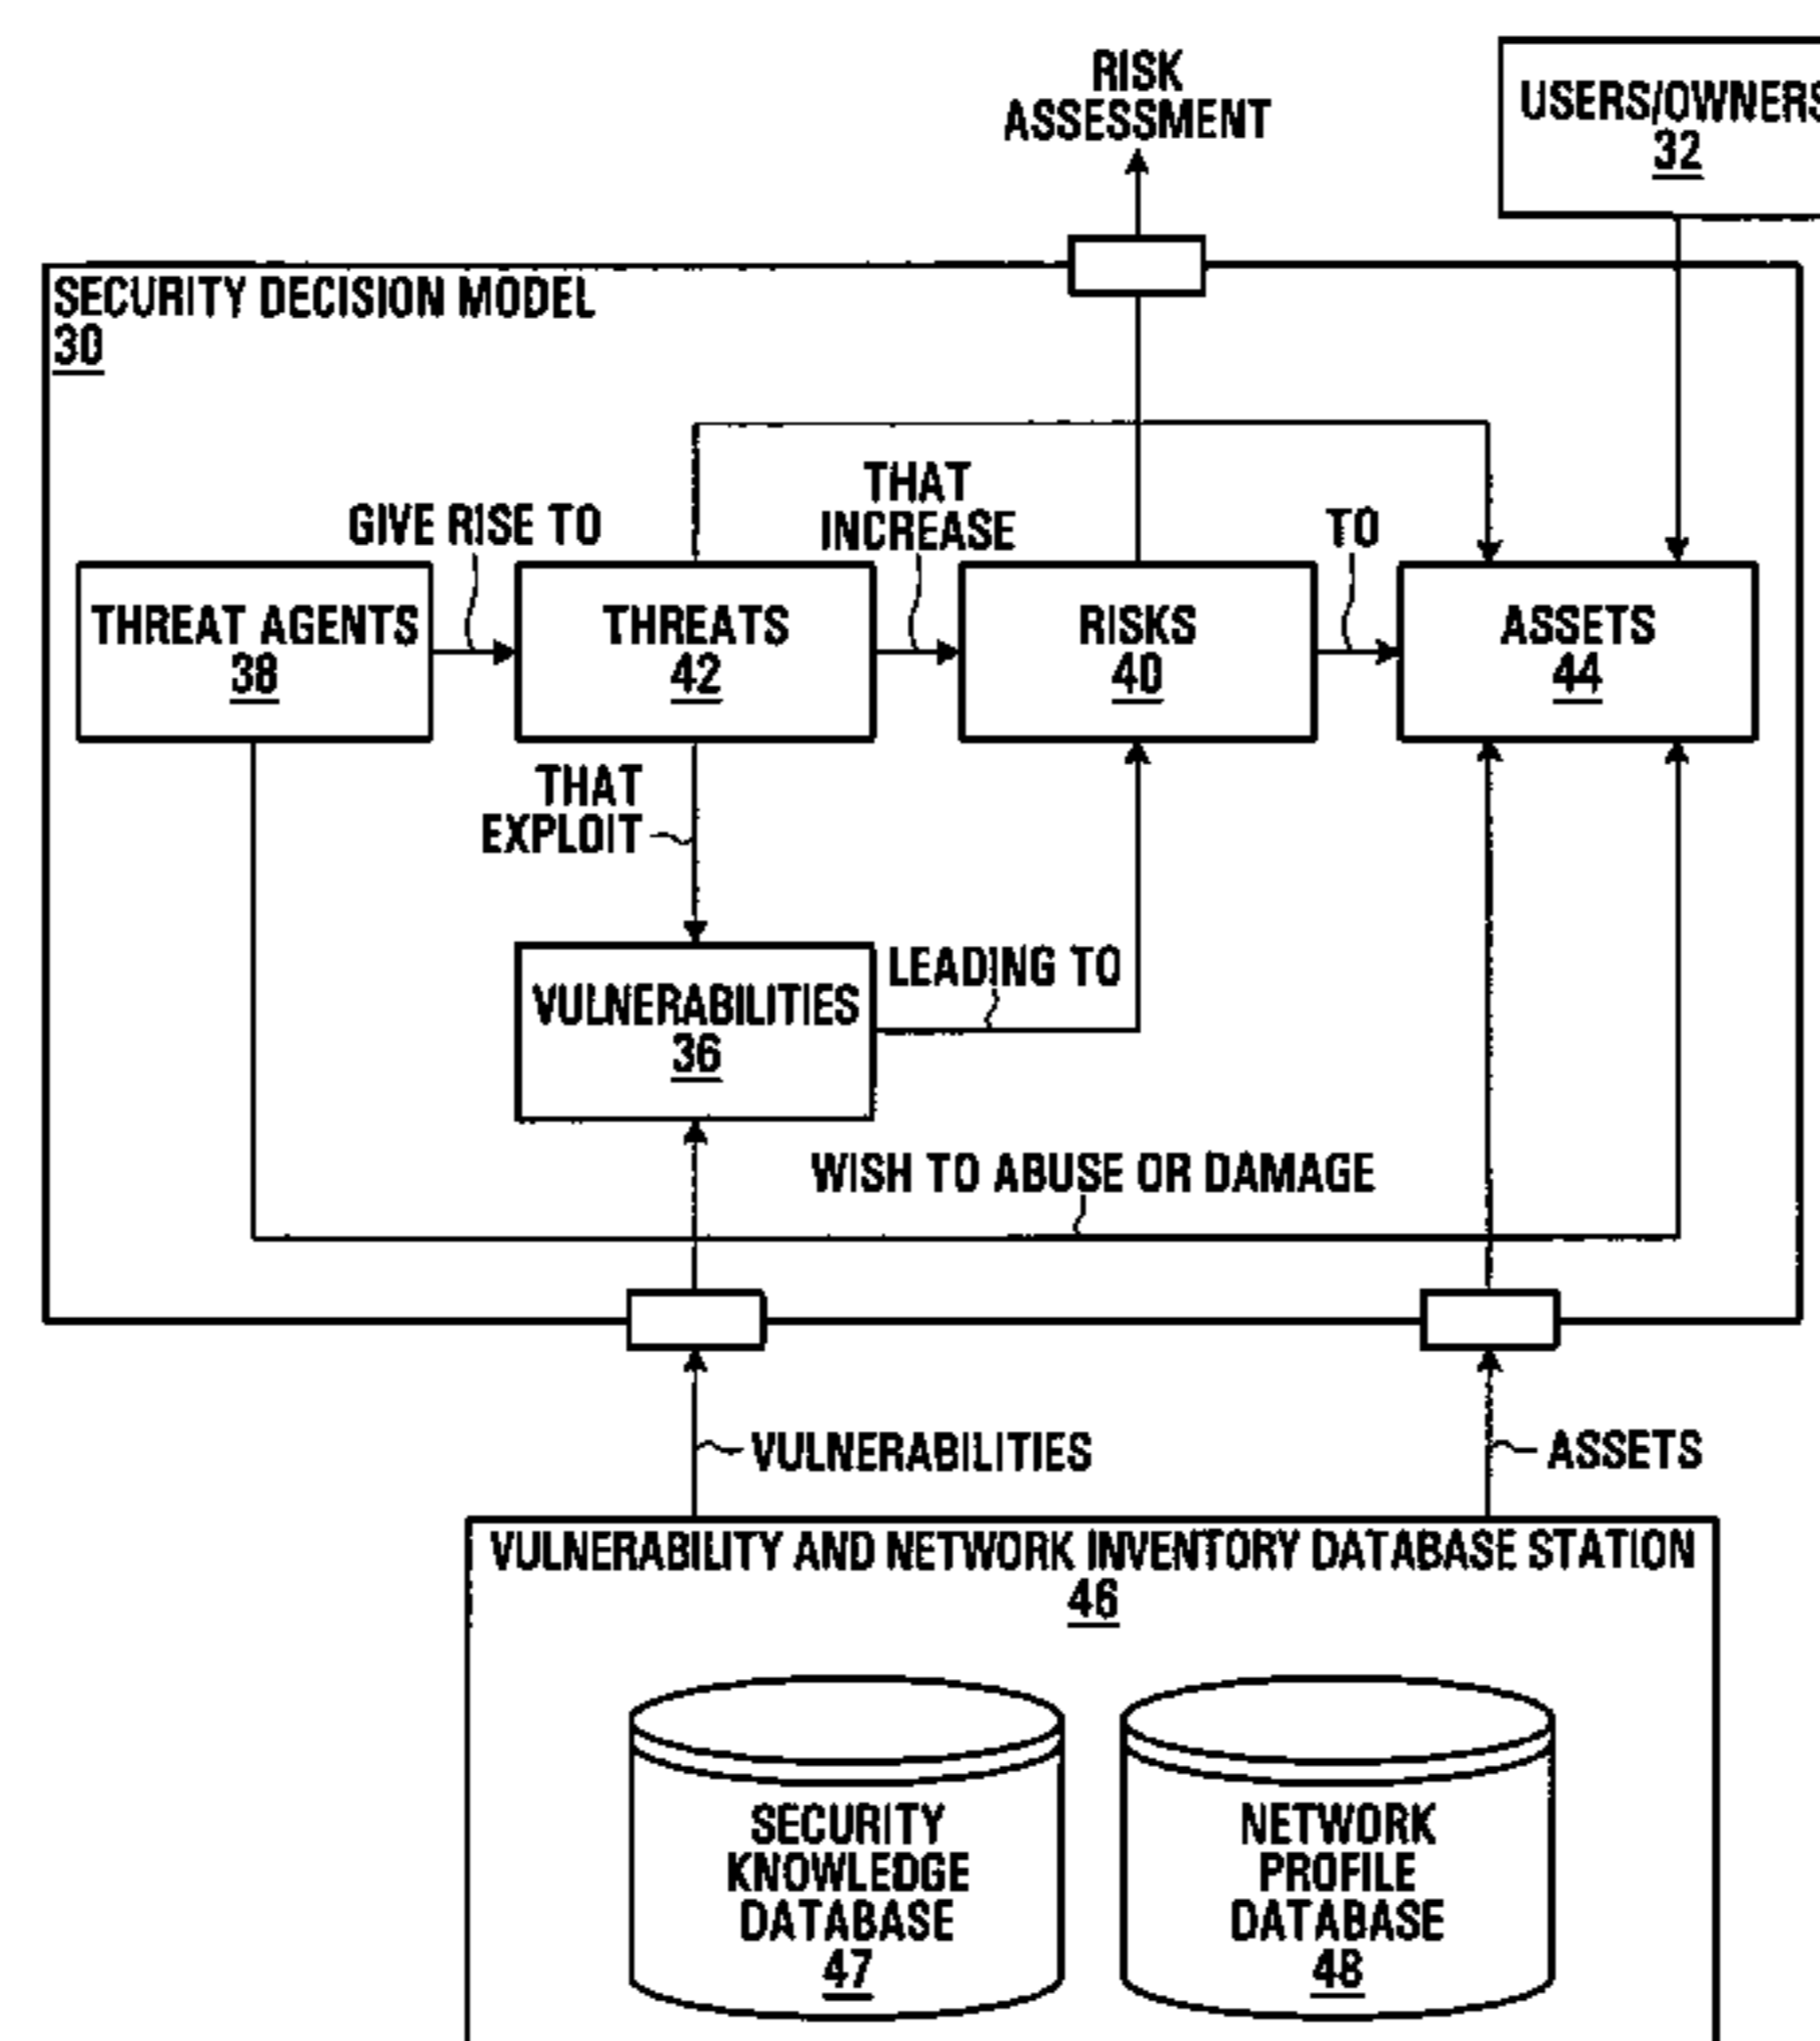 RISK
ASSESSMENT
USERS/OWNERS
32
SECURITY DECISION MODEL
30
GIVE RISE TO
THAT
INCREASE
TO
THREAT AGENTS
38
THREATS
42
RISKS
40
ASSETS
44
THAT
EXPLOIT
LEADING TO
VULNERABILITIES
36
WISH TO ABUSE OR DAMAGE
VULNERABILITIES
ASSETS
VULNERABILITY AND NETWORK INVENTORY DATABASE STATION
46
SECURITY
KNOWLEDGE
DATABASE
47
NETWORK
PROFILE
DATABASE
48